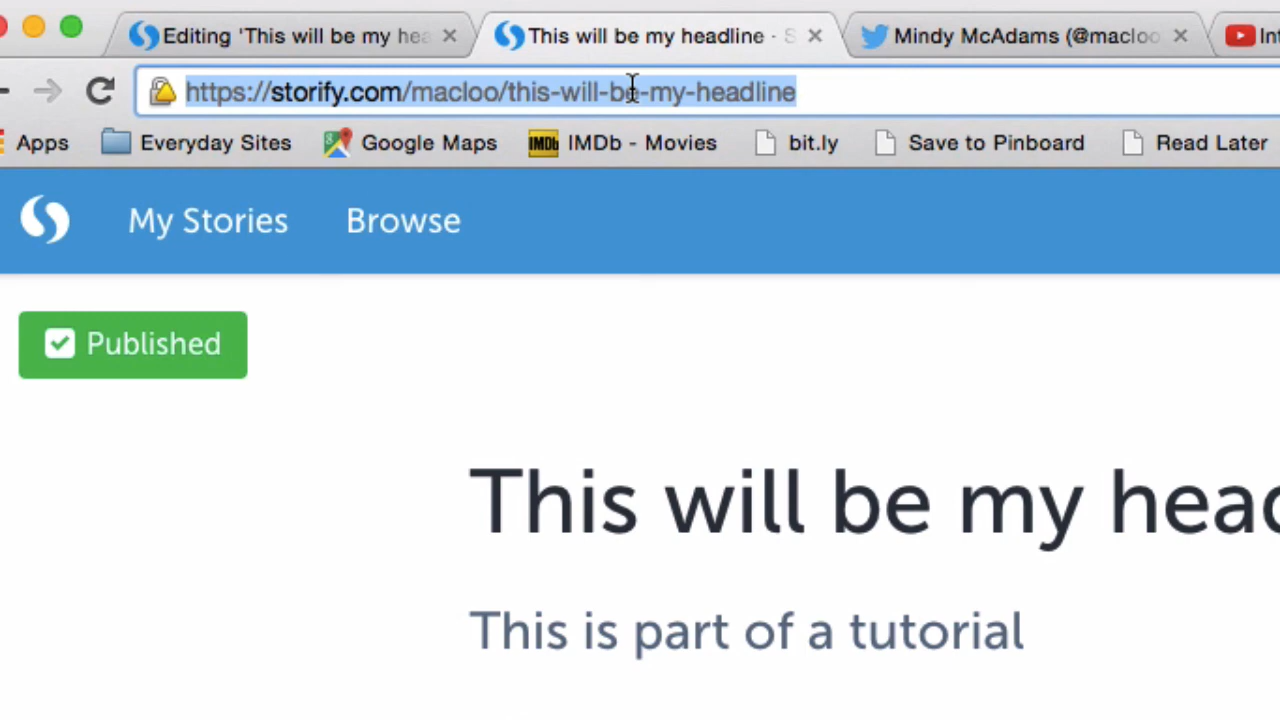 Editing 'This will be my hea
This will be my headline - S
Mindy McAdams (@macloo
Int
https://storify.com/macloo/this-will-be-my-headline
Apps
Everyday Sites
Google Maps
IMDb
IMDb - Movies
bit.ly
Save to Pinboard
Read Later
My Stories
Browse
Published
This will be my head
This is part of a tutorial